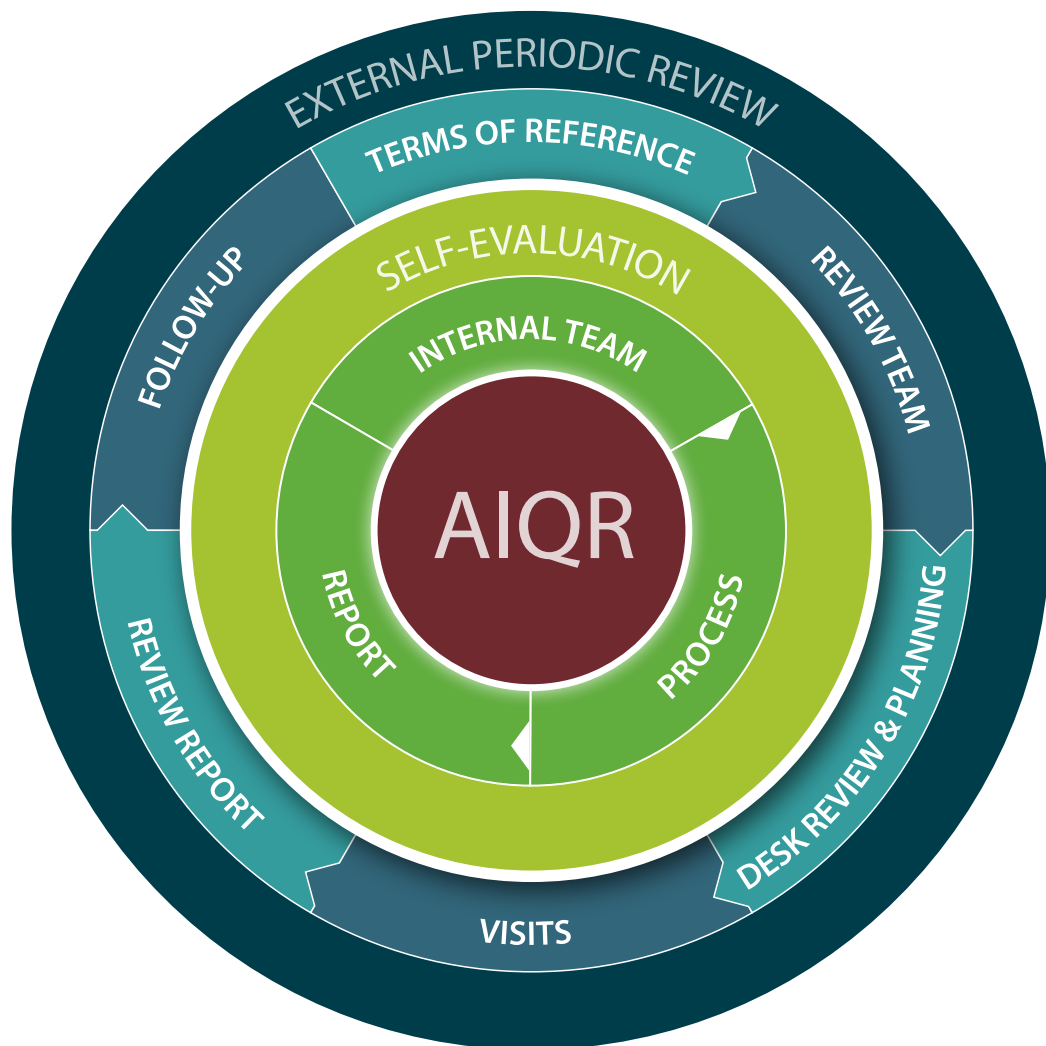 EXTERNAL PERIODIC REVIEW
TERMS OF REFERENCE
REVIEW TEAM
DESK REVIEW & PLANNING
VISITS
REVIEW REPORT
FOLLOW-UP
SELF-EVALUATION
INTERNAL TEAM
PROCESS
REPORT
AIQR